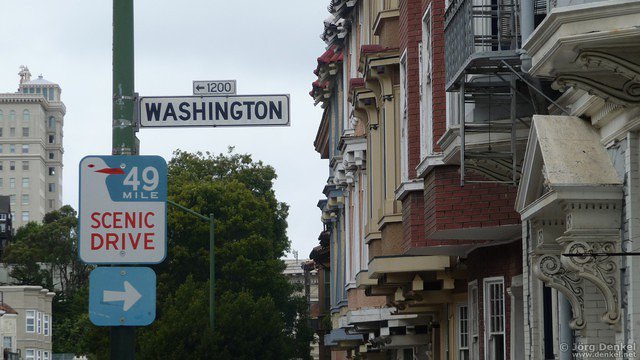 ←1200
WASHINGTON
49
MILE
SCENIC
DRIVE
© Jörg Denkel
www.denkel.net